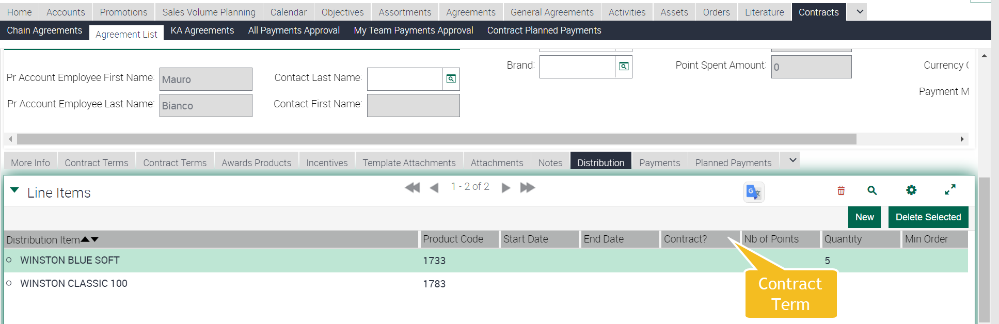 Home Accounts Promotions Sales Volume Planning Calendar Objectives Assortments Agreements General Agreements Activities Assets Orders Literature Contracts
Chain Agreements Agreement List KA Agreements All Payments Approval My Team Payments Approval Contract Planned Payments
Brand: Point Spent Amount: 0 Currency
Pr Account Employee First Name: Mauro Contact Last Name:
Payment M
Pr Account Employee Last Name: Bianco Contact First Name:
More Info Contract Terms Contract Terms Awards Products Incentives Template Attachments Attachments Notes Distribution Payments Planned Payments
Line Items 1 - 2 of 2
New Delete Selected
Distribution Item Product Code Start Date End Date Contract? Nb of Points Quantity Min Order
WINSTON BLUE SOFT 1733 5
WINSTON CLASSIC 100 1783
Contract
Term